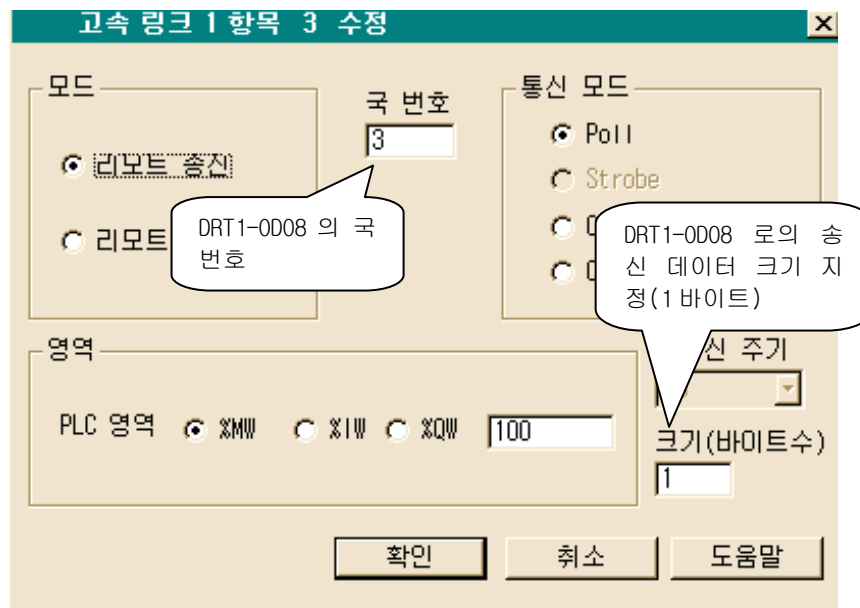 고속 링크 1 항목 3 수정
모드
국 번호
3
통신 모드
리모트 송신
Poll
Strobe
리모트
DRT1-OD08 의 국
번호
DRT1-OD08 로의 송
신 데이터 크기 지
정(1 바이트)
영역
신 주기
PLC 영역 %MW %IW %QW 100
크기(바이트수)
1
확인 취소 도움말